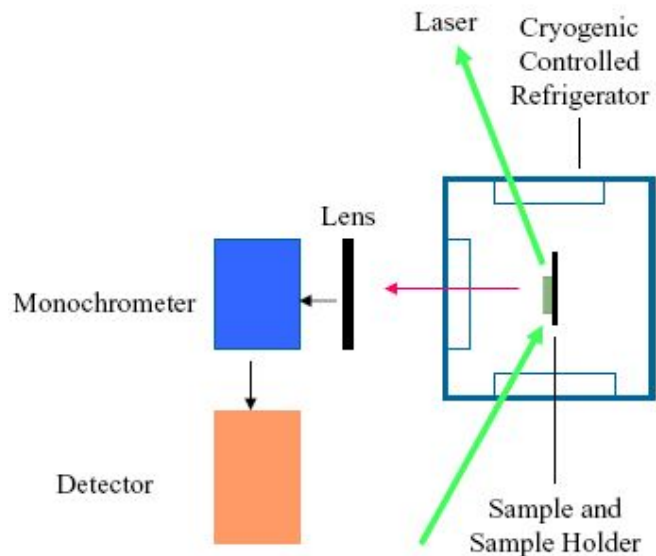 Laser
Cryogenic
Controlled
Refrigerator
Lens
Monochrometer
Detector
Sample and
Sample Holder